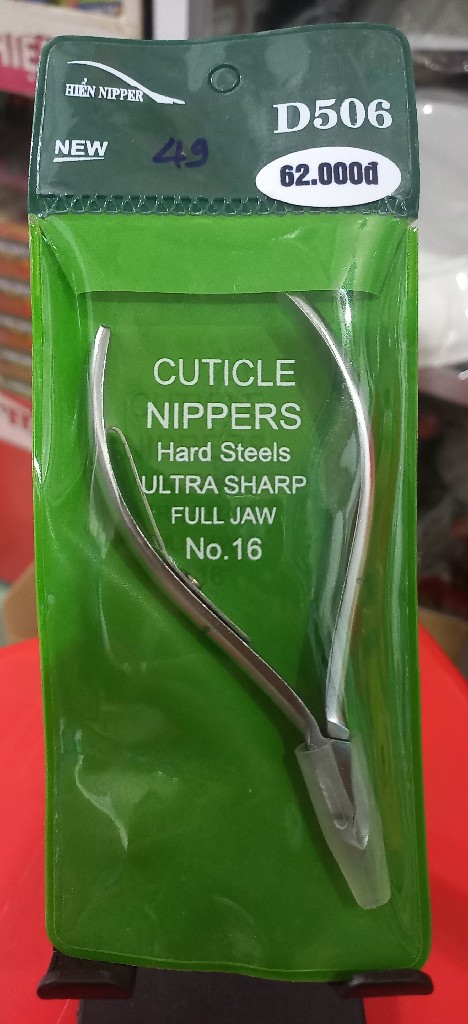 HIỀN NIPPER
D506
NEW
49
62.000đ
CUTICLE
NIPPERS
Hard Steels
ULTRA SHARP
FULL JAW
No.16